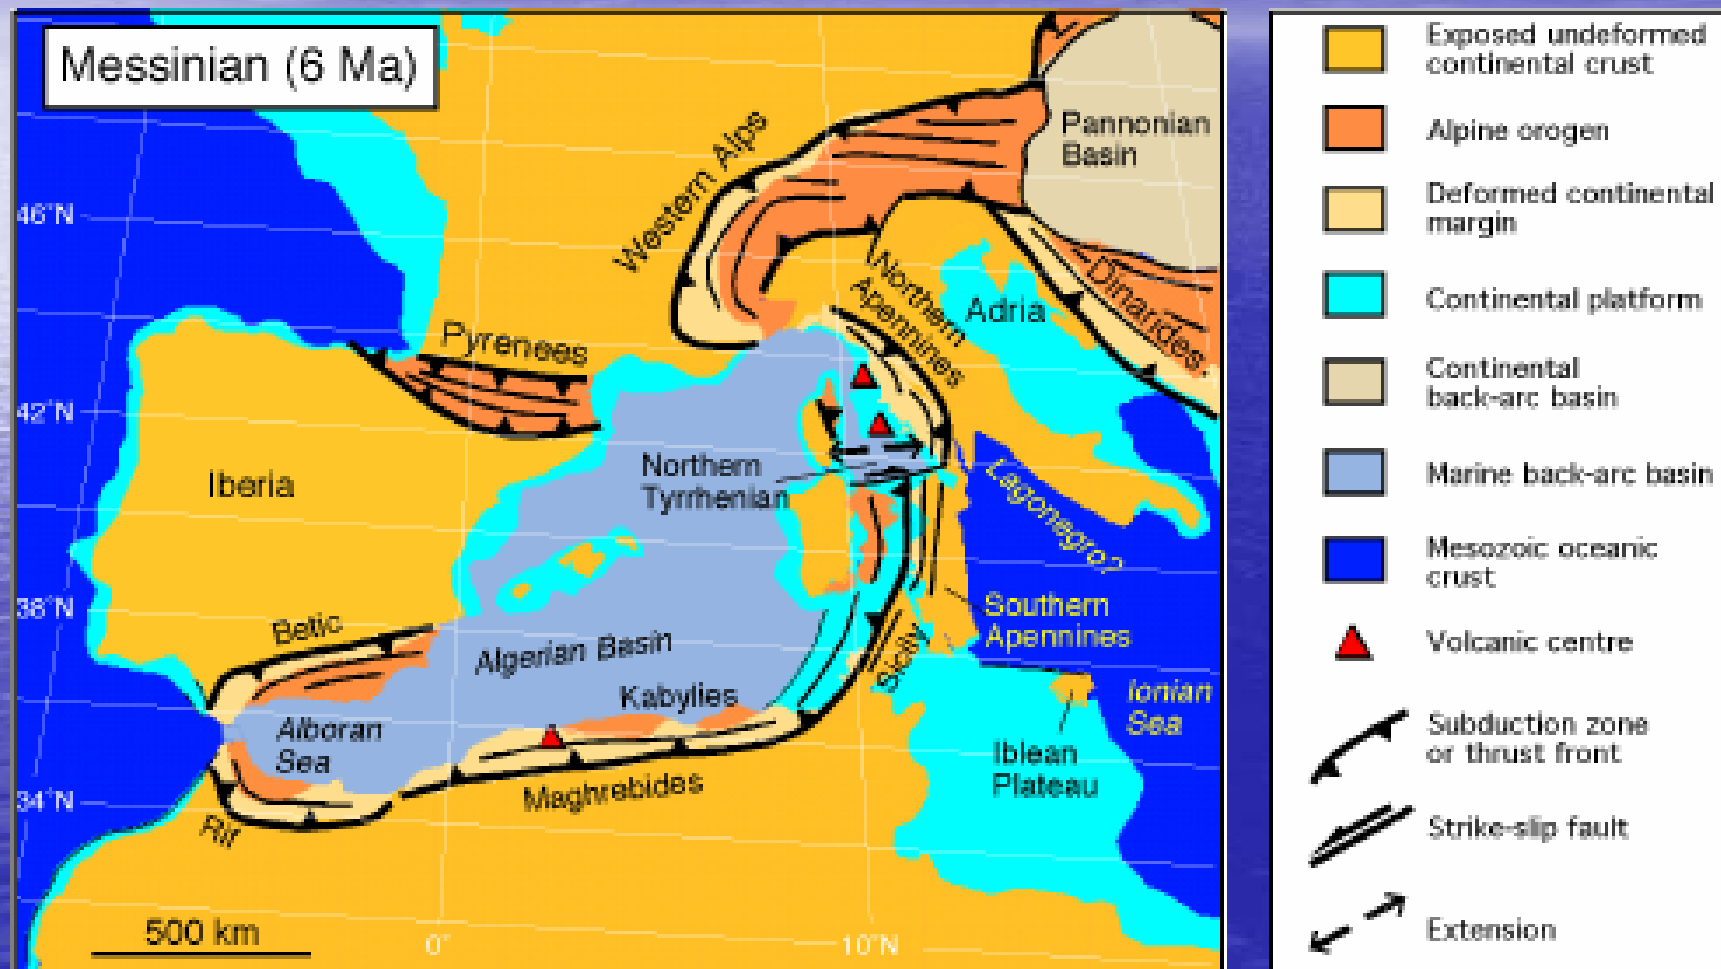 Messinian (6 Ma)
Western Alps
Pannonian
Basin
46°N
Northern
Apennines
Adria
Dinarides
Pyrenees
42°N
Iberia
Northern
Tyrrhenian
Lagonegro?
38°N
Betic
Algerian Basin
Kabylies
Sicily
Southern
Apennines
Ionian
Sea
Alboran
Sea
Iblean
Plateau
34°N
Rif
Maghrebides
500 km
0°
10°N
Exposed undeformed
continental crust
Alpine orogen
Deformed continental
margin
Continental platform
Continental
back-arc basin
Marine back-arc basin
Mesozoic oceanic
crust
Volcanic centre
Subduction zone
or thrust front
Strike-slip fault
Extension